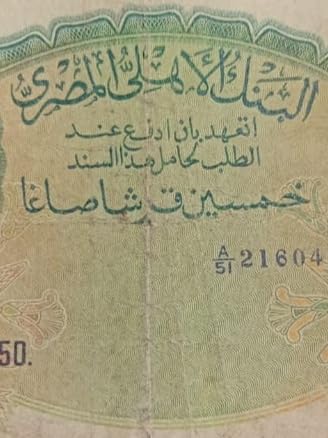 البنك الأهلى المصرى
اتعهد بان ادفع عند
الطلب لحامل هذا السند
خمسين قرشا صاغا
A/51 21604
50.